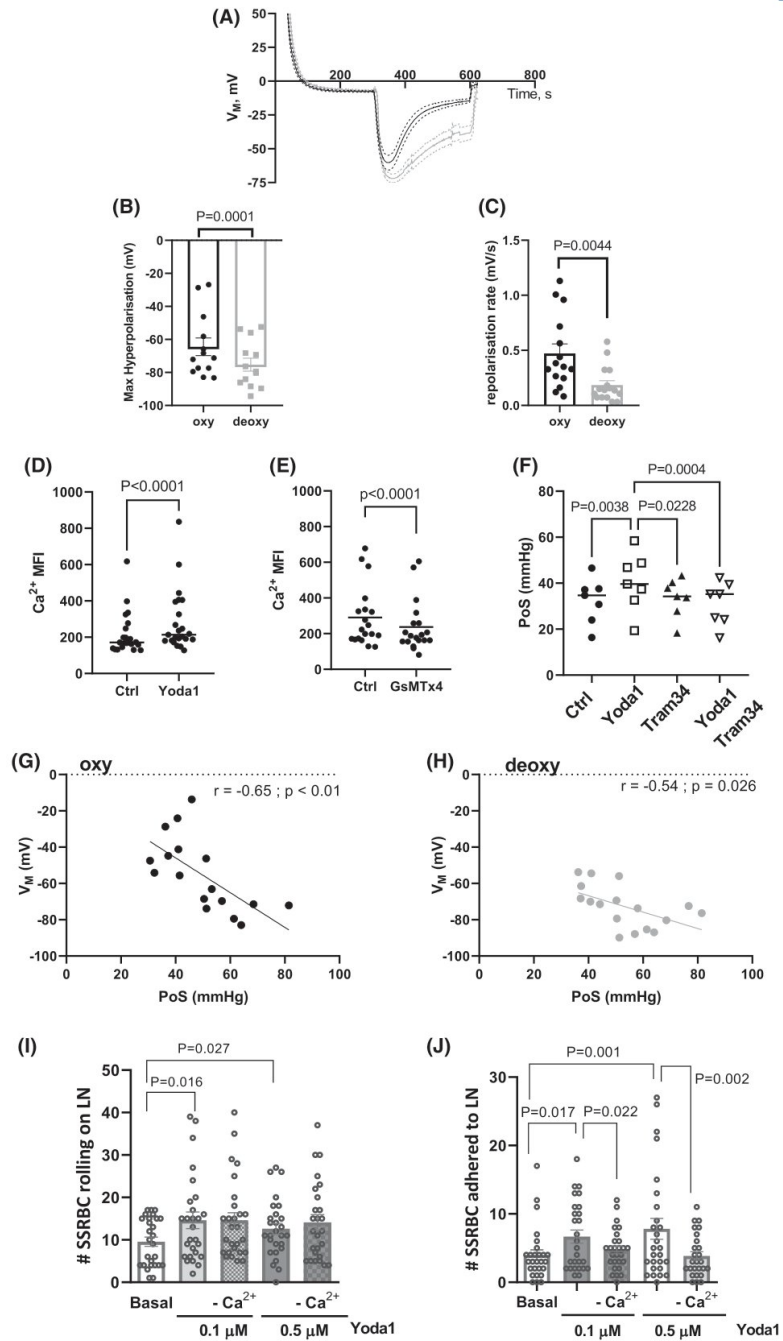 (A)
50
25
0
-25
-50
-75
V_M, mV
200
400
600
800
Time, s
(B)
P=0.0001
Max Hyperpolarisation (mV)
0
-20
-40
-60
-80
-100
oxy
deoxy
(C)
P=0.0044
repolarisation rate (mV/s)
1.5
1.0
0.5
0.0
oxy
deoxy
(D)
P<0.0001
Ca²⁺ MFI
1000
800
600
400
200
0
Ctrl
Yoda1
(E)
p<0.0001
Ca²⁺ MFI
1000
800
600
400
200
0
Ctrl
GsMTx4
(F)
P=0.0004
P=0.0038
P=0.0228
PoS (mmHg)
80
60
40
20
0
Ctrl
Yoda1
Tram34
Yoda1
Tram34
(G)
oxy
r = -0.65 ; p < 0.01
V_M (mV)
0
-20
-40
-60
-80
-100
0
20
40
60
80
100
PoS (mmHg)
(H)
deoxy
r = -0.54 ; p = 0.026
V_M (mV)
0
-20
-40
-60
-80
-100
0
20
40
60
80
100
PoS (mmHg)
(I)
P=0.027
P=0.016
# SSRBC rolling on LN
50
40
30
20
10
0
Basal
- Ca²⁺
- Ca²⁺
0.1 µM
0.5 µM
Yoda1
(J)
P=0.001
P=0.002
P=0.017
P=0.022
# SSRBC adhered to LN
30
20
10
0
Basal
- Ca²⁺
- Ca²⁺
0.1 µM
0.5 µM
Yoda1